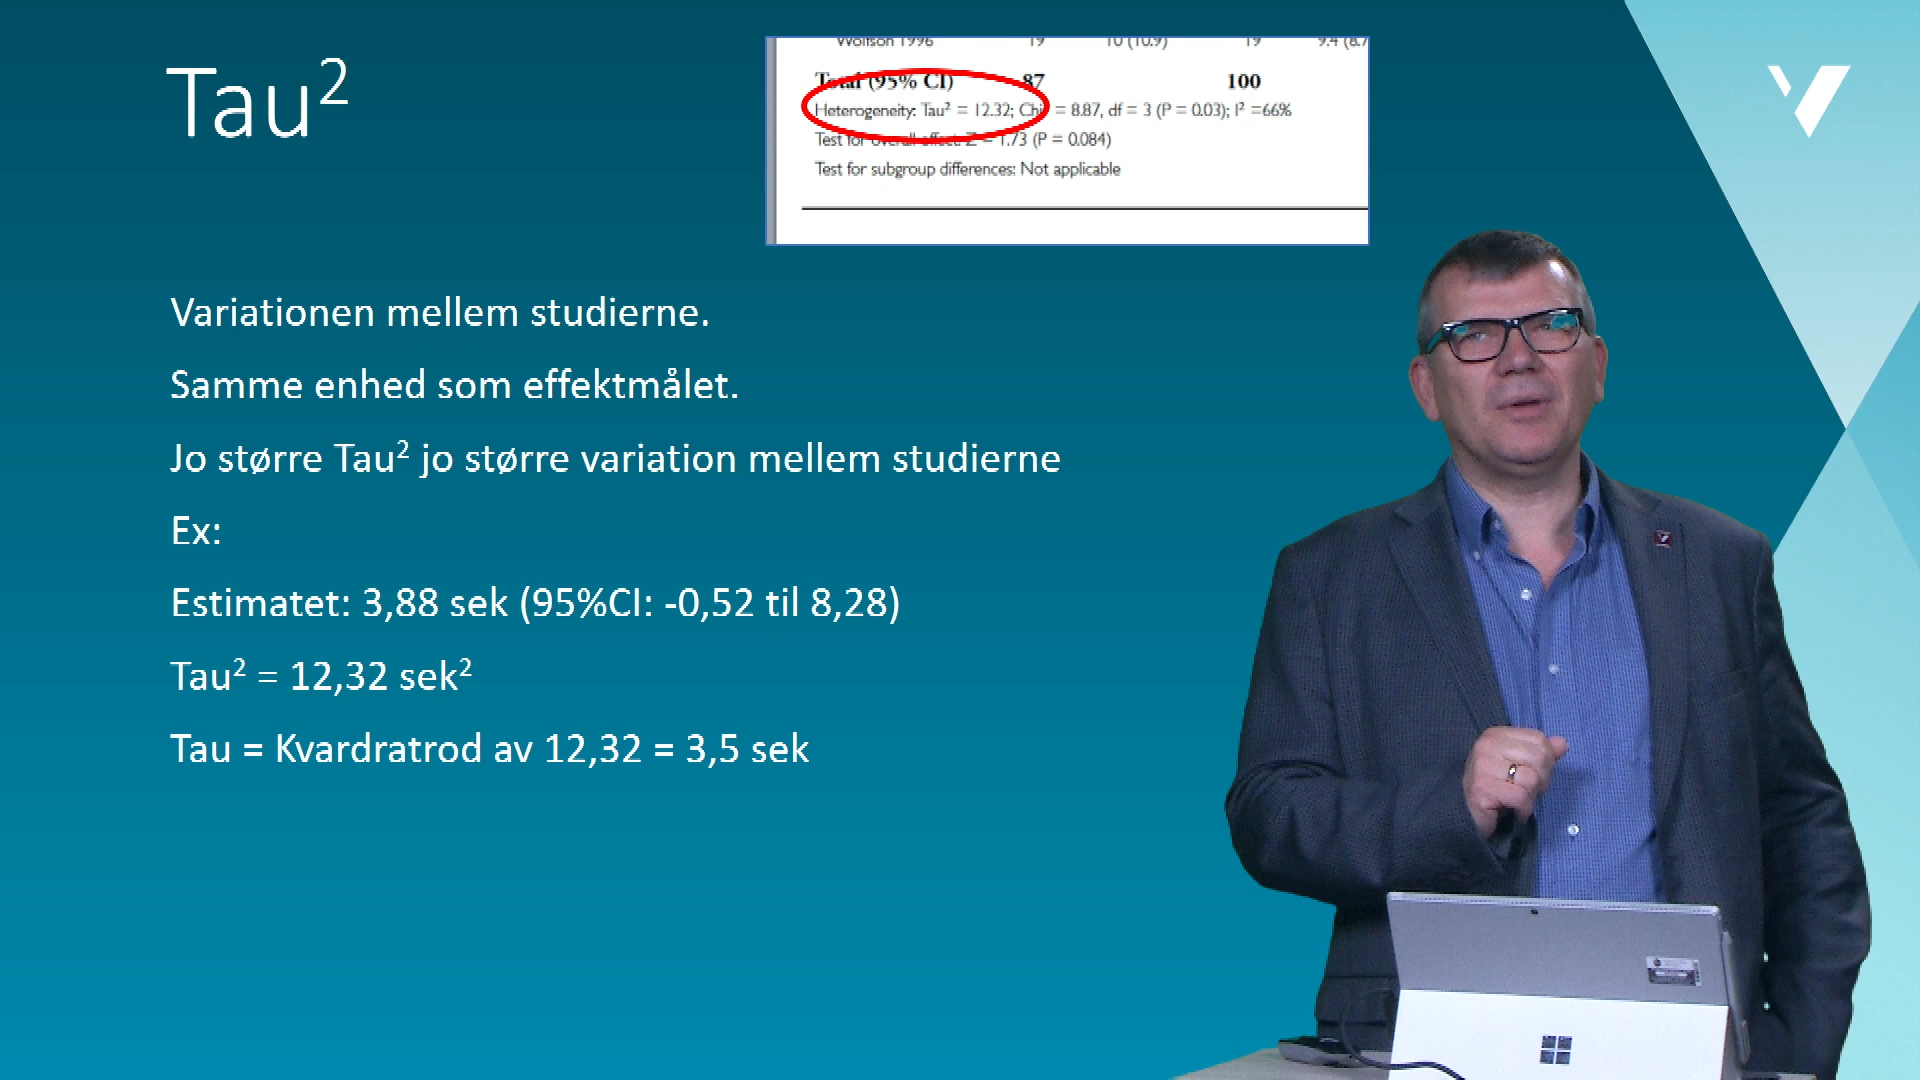 Tau²
Wolfson 1996 19 10 (10.9) 19 9.4 (8.7
Total (95% CI) 87 100
Heterogeneity: Tau² = 12.32; Chi = 8.87, df = 3 (P = 0.03); I² =66%
Test for overall effect: Z = 1.73 (P = 0.084)
Test for subgroup differences: Not applicable
Variationen mellem studierne.
Samme enhed som effektmålet.
Jo større Tau² jo større variation mellem studierne
Ex:
Estimatet: 3,88 sek (95%CI: -0,52 til 8,28)
Tau² = 12,32 sek²
Tau = Kvardratrod av 12,32 = 3,5 sek